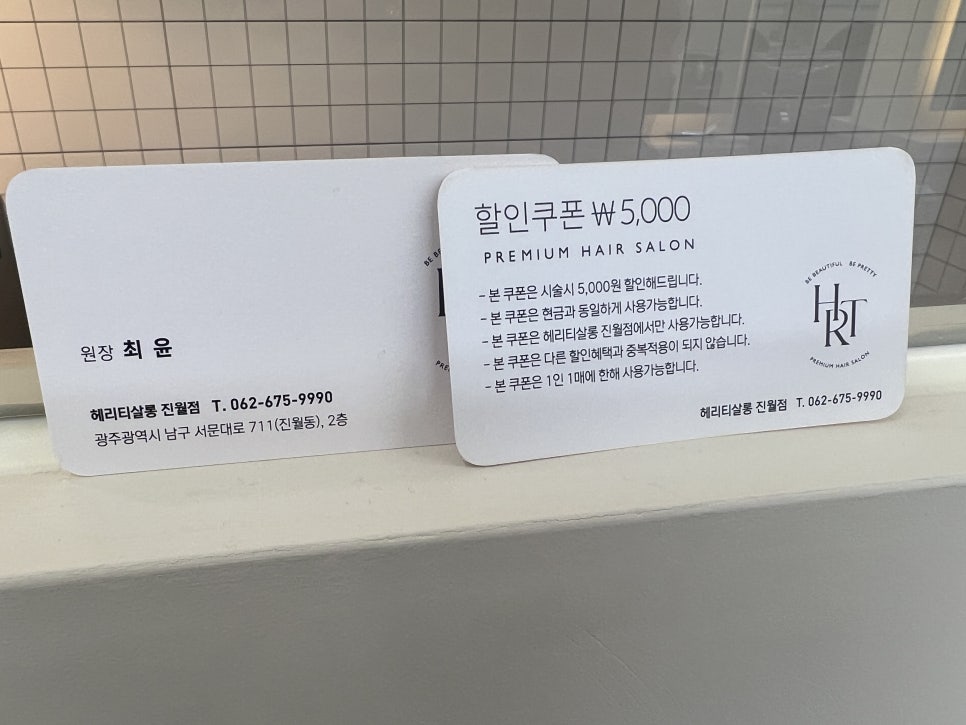 원장 최 윤
헤리티살롱 진월점 T. 062-675-9990
광주광역시 남구 서문대로 711(진월동), 2층
할인쿠폰 ₩5,000
PREMIUM HAIR SALON
- 본 쿠폰은 시술시 5,000원 할인해드립니다.
- 본 쿠폰은 현금과 동일하게 사용가능합니다.
- 본 쿠폰은 헤리티살롱 진월점에서만 사용가능합니다.
- 본 쿠폰은 다른 할인혜택과 중복적용이 되지 않습니다.
- 본 쿠폰은 1인 1매에 한해 사용가능합니다.
BE BEAUTIFUL BE PRETTY
HRT
PREMIUM HAIR SALON
헤리티살롱 진월점 T. 062-675-9990